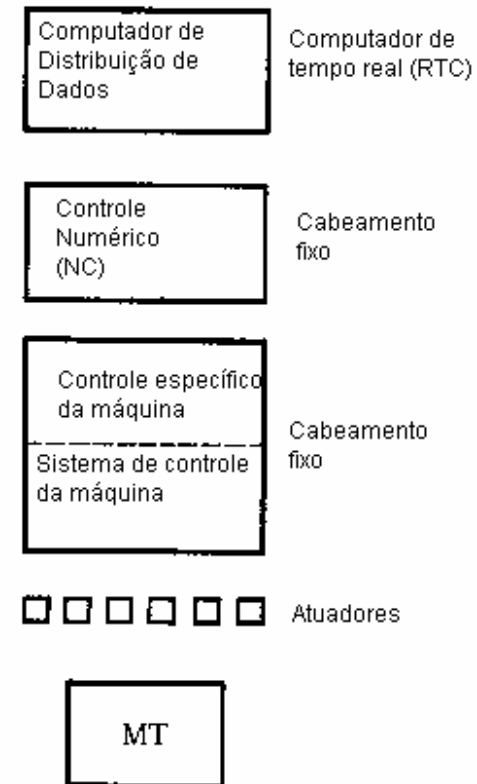 Computador de
Distribuição de
Dados
Computador de
tempo real (RTC)
Controle
Numérico
(NC)
Cabeamento
fixo
Controle específico
da máquina
Sistema de controle
da máquina
Cabeamento
fixo
Atuadores
MT